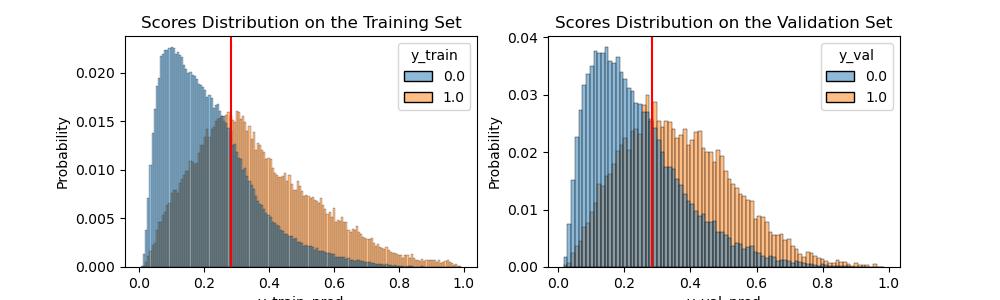 Scores Distribution on the Training Set
Probability
0.020
0.015
0.010
0.005
0.000
y_train
0.0
1.0
0.0 0.2 0.4 0.6 0.8 1.0
Scores Distribution on the Validation Set
Probability
0.04
0.03
0.02
0.01
0.00
y_val
0.0
1.0
0.0 0.2 0.4 0.6 0.8 1.0